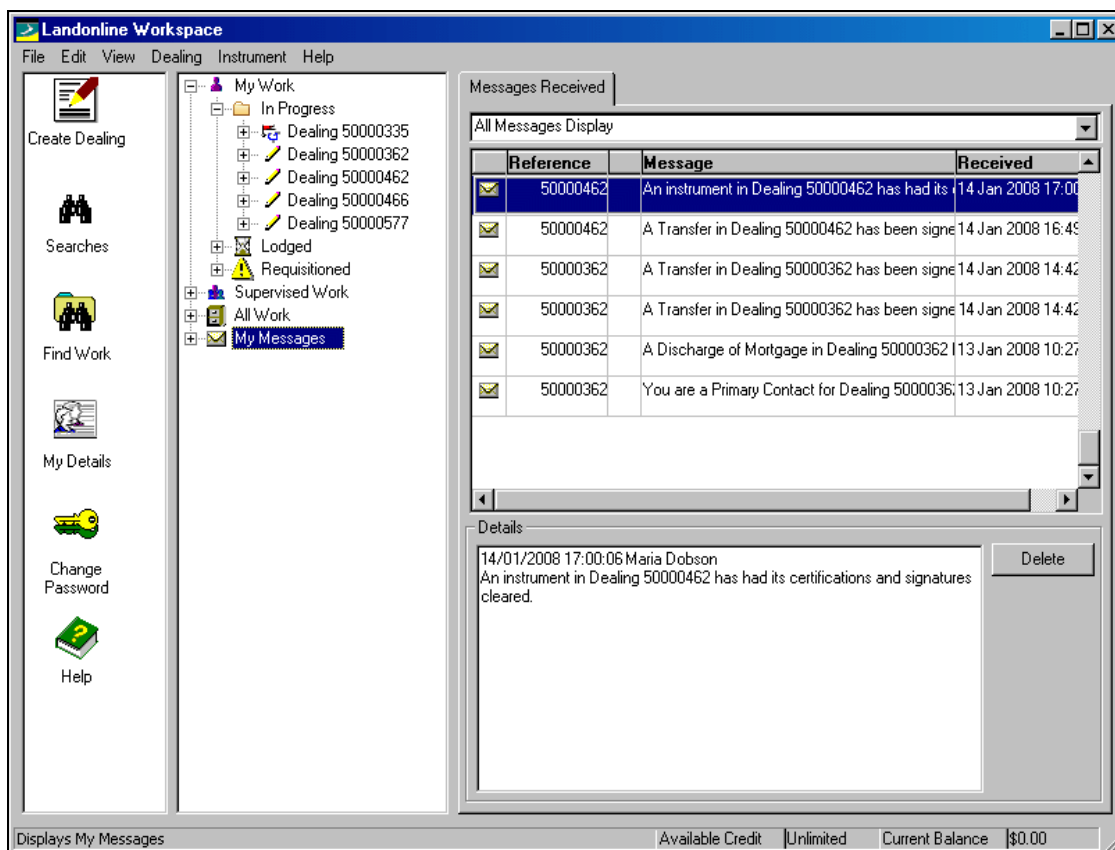 Landonline Workspace
File Edit View Dealing Instrument Help
Create Dealing
Searches
Find Work
My Details
Change
Password
Help
My Work
In Progress
Dealing 50000335
Dealing 50000362
Dealing 50000462
Dealing 50000466
Dealing 50000577
Lodged
Requisitioned
Supervised Work
All Work
My Messages
Messages Received
All Messages Display
Reference Message Received
50000462 An instrument in Dealing 50000462 has had its 14 Jan 2008 17:00
50000462 A Transfer in Dealing 50000462 has been signe 14 Jan 2008 16:49
50000362 A Transfer in Dealing 50000362 has been signe 14 Jan 2008 14:42
50000362 A Transfer in Dealing 50000362 has been signe 14 Jan 2008 14:42
50000362 A Discharge of Mortgage in Dealing 50000362 13 Jan 2008 10:27
50000362 You are a Primary Contact for Dealing 5000036 13 Jan 2008 10:27
Details
14/01/2008 17:00:06 Maria Dobson
An instrument in Dealing 50000462 has had its certifications and signatures
cleared.
Delete
Displays My Messages Available Credit Unlimited Current Balance $0.00